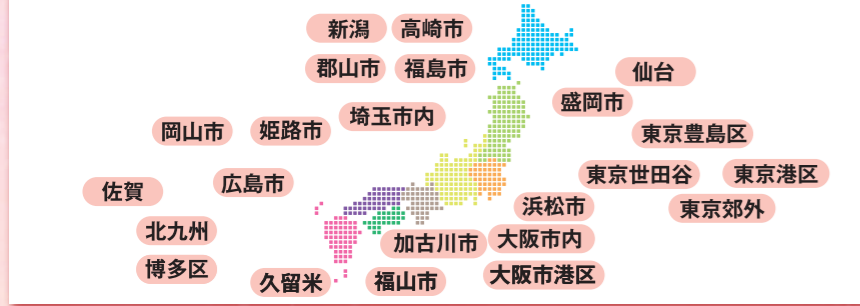 新潟
高崎市
郡山市
福島市
仙台
盛岡市
埼玉市内
岡山市
姫路市
東京豊島区
東京世田谷
東京港区
佐賀
広島市
浜松市
東京郊外
北九州
加古川市
大阪市内
博多区
久留米
福山市
大阪市港区